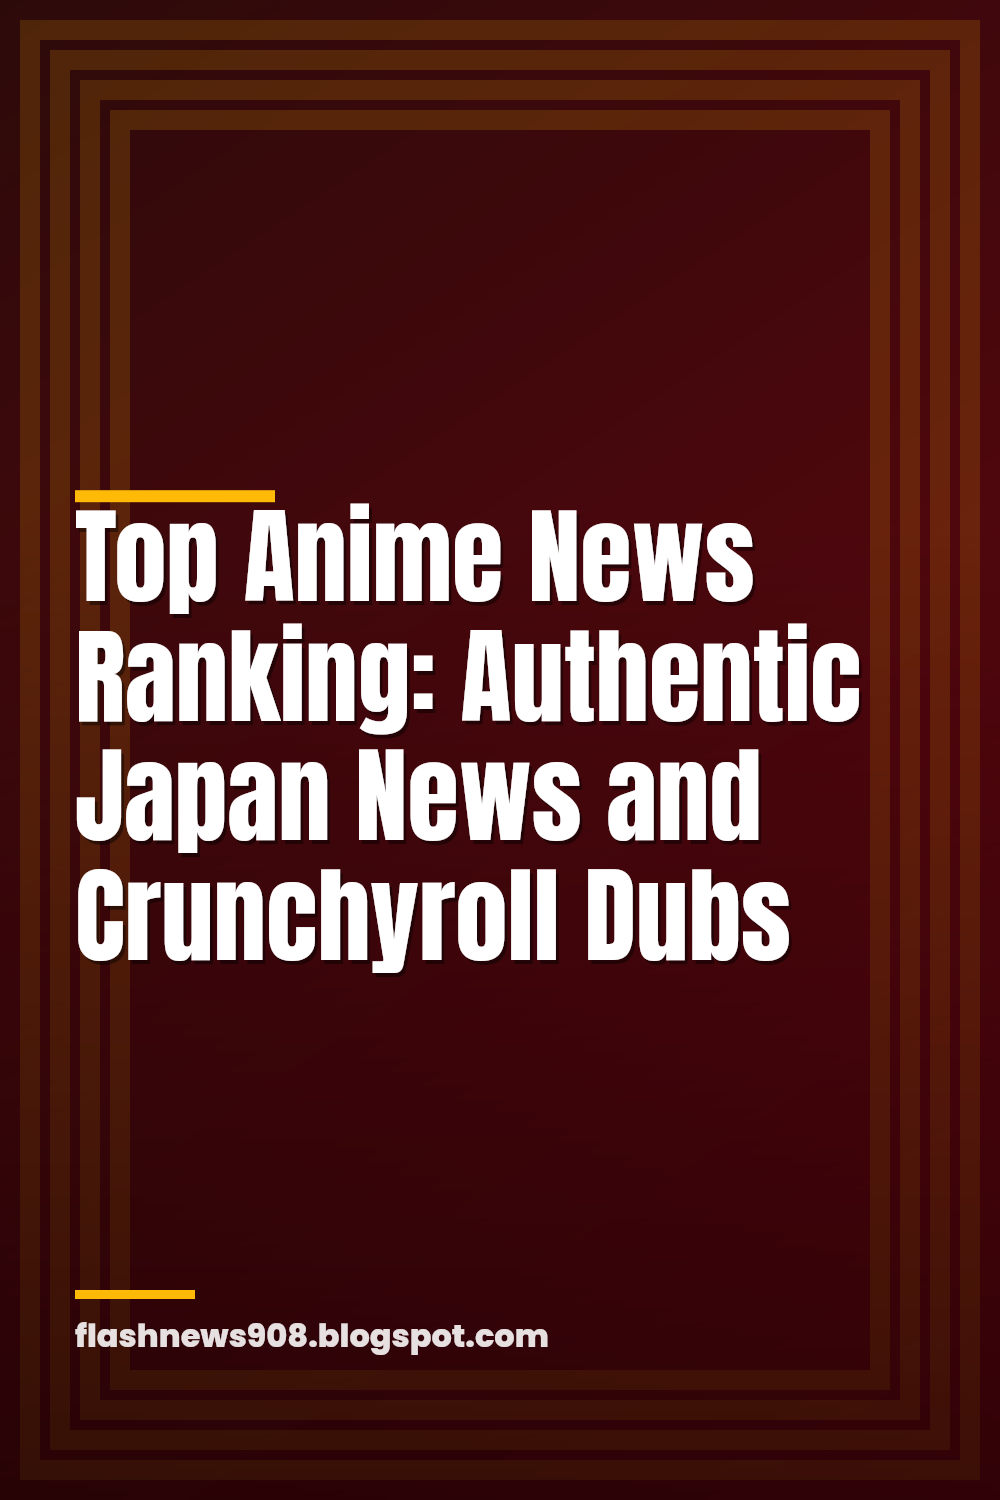 Top Anime News
Ranking: Authentic
Japan News and
Crunchyroll Dubs
flashnews908.blogspot.com